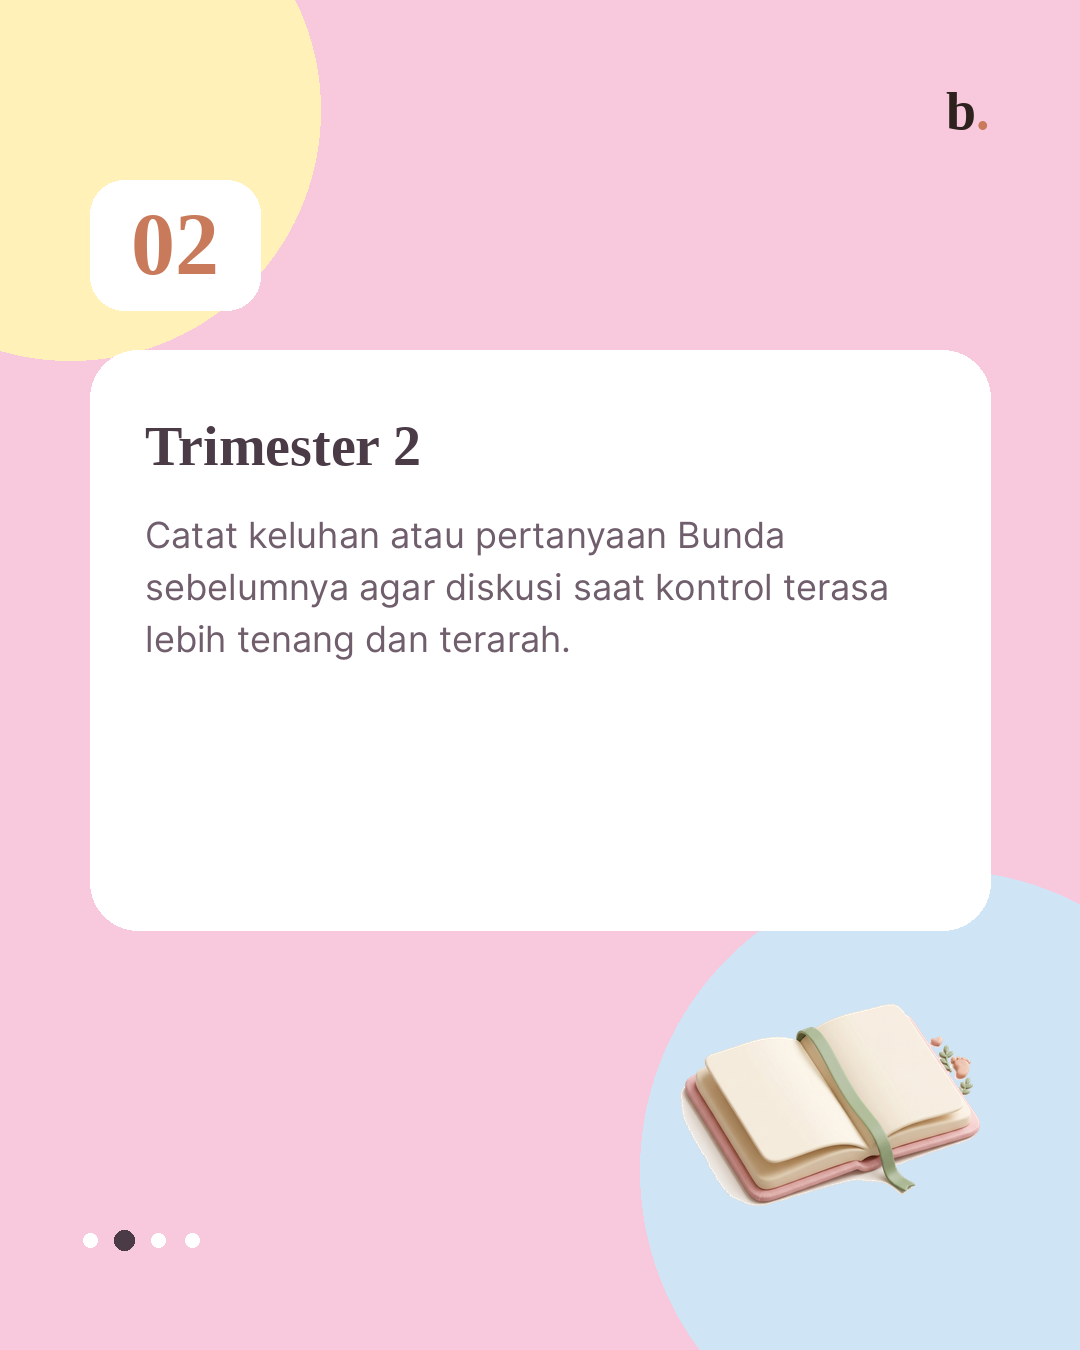 b.
02
Trimester 2
Catat keluhan atau pertanyaan Bunda
sebelumnya agar diskusi saat kontrol terasa
lebih tenang dan terarah.